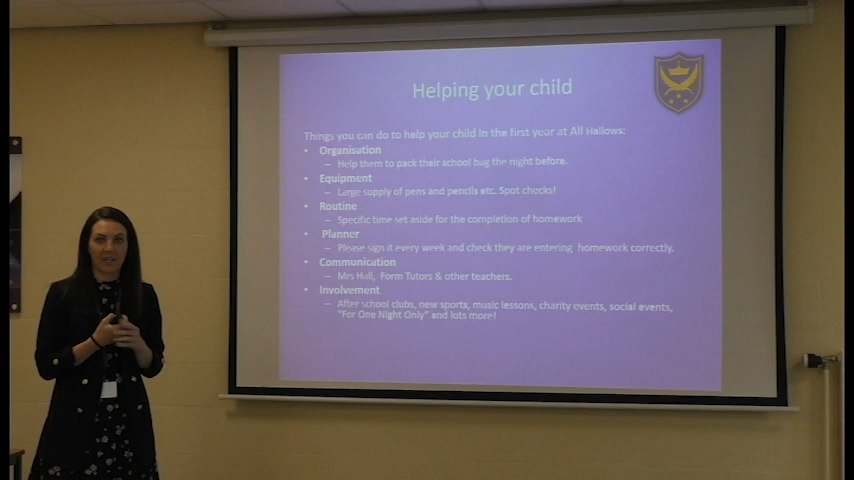 Helping your child
Things you can do to help your child in the first year at All Hallows:
• Organisation
– Help them to pack their school bag the night before.
• Equipment
– Large supply of pens and pencils etc. Spot checks!
• Routine
– Specific time set aside for the completion of homework
• Planner
– Please sign it every week and check they are entering homework correctly.
• Communication
– Mrs Hall, Form Tutors & other teachers.
• Involvement
– After school clubs, new sports, music lessons, charity events, social events,
"For One Night Only" and lots more!